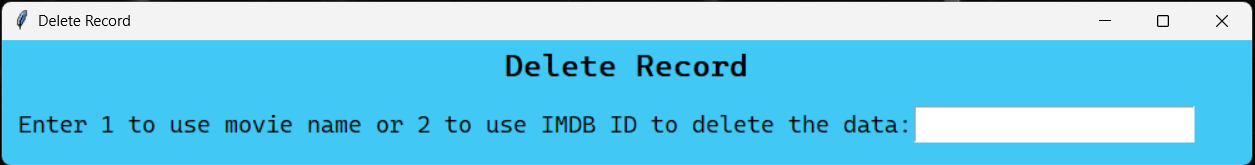 Delete Record
Delete Record
Enter 1 to use movie name or 2 to use IMDB ID to delete the data: